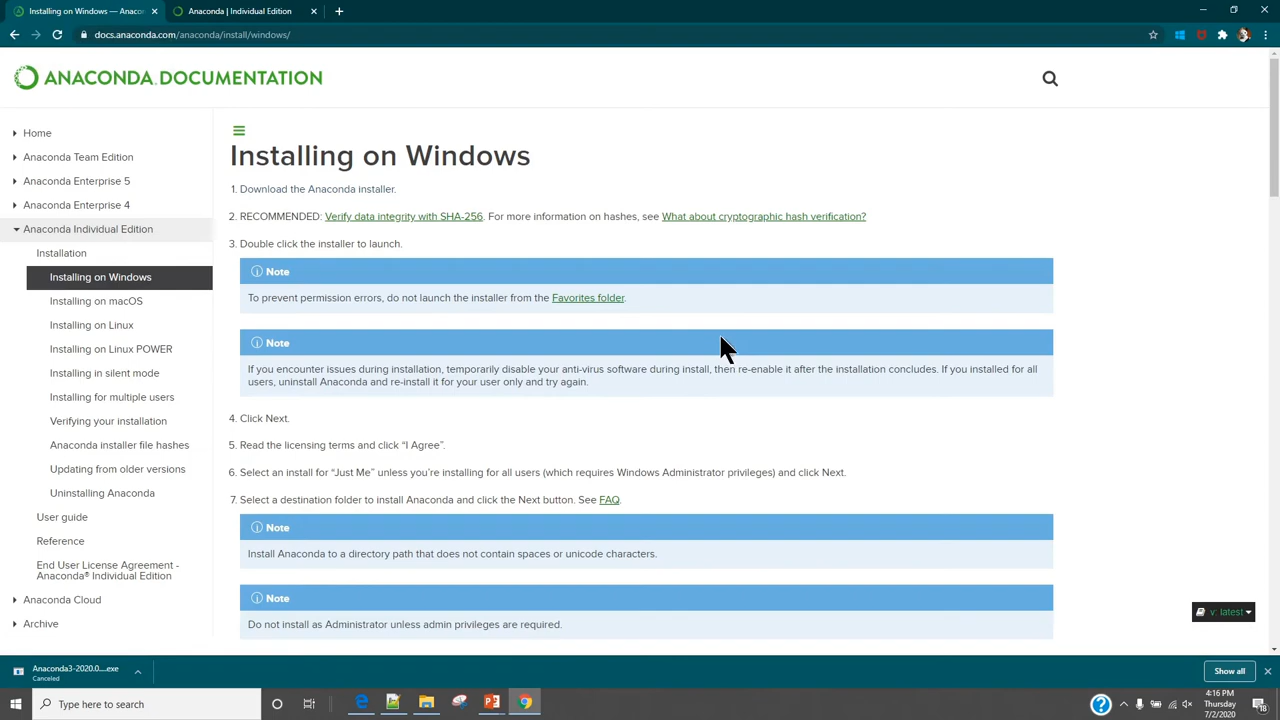 Installing on Windows — Anacon
Anaconda | Individual Edition
docs.anaconda.com/anaconda/install/windows/
ANACONDA.DOCUMENTATION
Home
Anaconda Team Edition
Anaconda Enterprise 5
Anaconda Enterprise 4
Anaconda Individual Edition
Installation
Installing on Windows
Installing on macOS
Installing on Linux
Installing on Linux POWER
Installing in silent mode
Installing for multiple users
Verifying your installation
Anaconda installer file hashes
Updating from older versions
Uninstalling Anaconda
User guide
Reference
End User License Agreement -
Anaconda® Individual Edition
Anaconda Cloud
Archive
Installing on Windows
1. Download the Anaconda installer.
2. RECOMMENDED: Verify data integrity with SHA-256. For more information on hashes, see What about cryptographic hash verification?
3. Double click the installer to launch.
Note
To prevent permission errors, do not launch the installer from the Favorites folder.
Note
If you encounter issues during installation, temporarily disable your anti-virus software during install, then re-enable it after the installation concludes. If you installed for all
users, uninstall Anaconda and re-install it for your user only and try again.
4. Click Next.
5. Read the licensing terms and click “I Agree”.
6. Select an install for “Just Me” unless you’re installing for all users (which requires Windows Administrator privileges) and click Next.
7. Select a destination folder to install Anaconda and click the Next button. See FAQ.
Note
Install Anaconda to a directory path that does not contain spaces or unicode characters.
Note
Do not install as Administrator unless admin privileges are required.
v: latest
Anaconda3-2020.0....exe
Canceled
Show all
Type here to search
4:16 PM
Thursday
7/2/2020
18